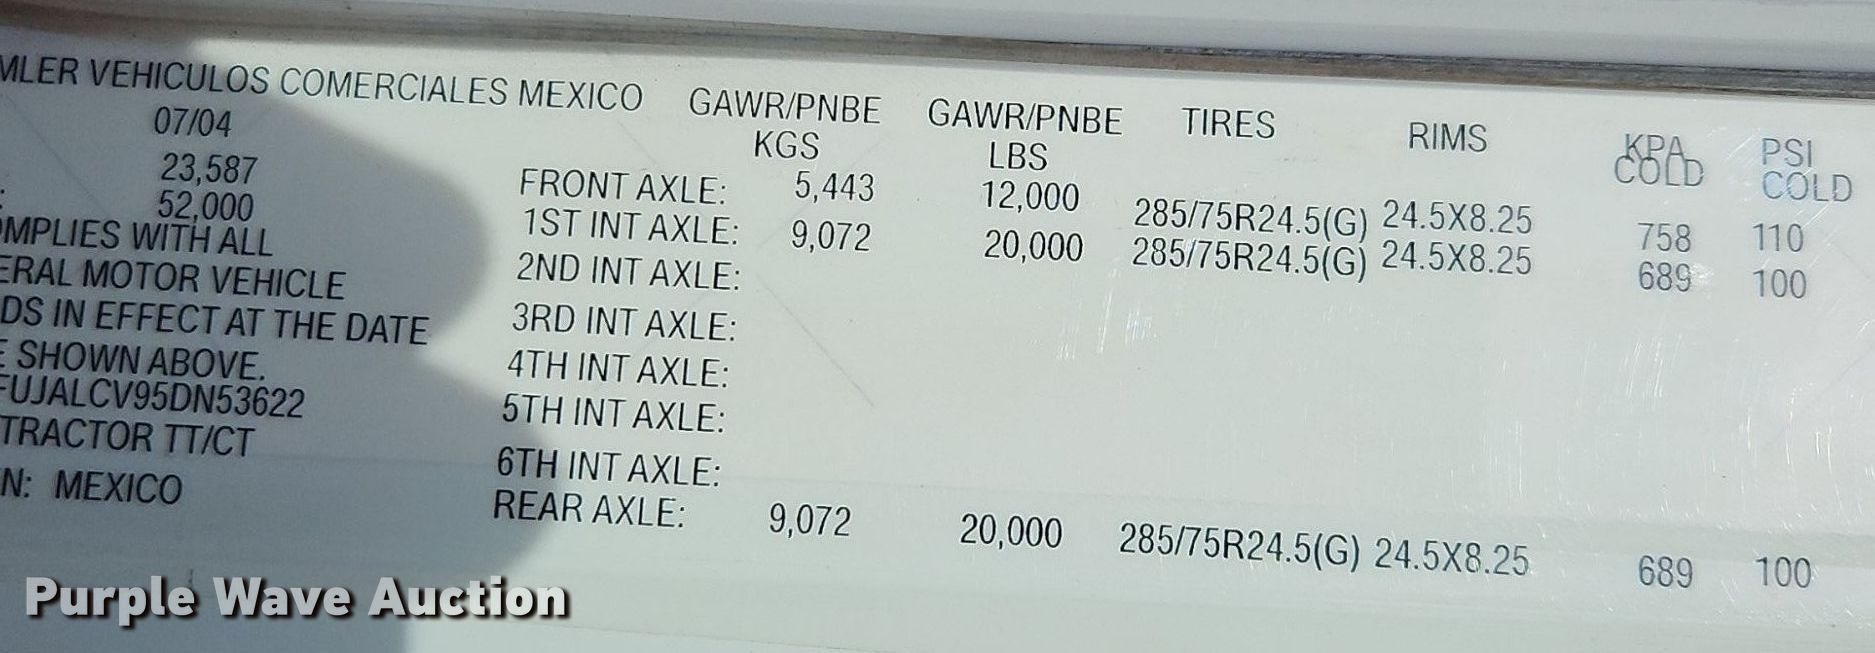 MLER VEHICULOS COMERCIALES MEXICO GAWR/PNBE GAWR/PNBE TIRES RIMS KPA PSI
07/04 KGS LBS COLD COLD
23,587 FRONT AXLE: 5,443 12,000 285/75R24.5(G) 24.5X8.25 758 110
: 52,000 1ST INT AXLE: 9,072 20,000 285/75R24.5(G) 24.5X8.25 689 100
OMPLIES WITH ALL 2ND INT AXLE:
ERAL MOTOR VEHICLE 3RD INT AXLE:
DS IN EFFECT AT THE DATE 4TH INT AXLE:
E SHOWN ABOVE. 5TH INT AXLE:
FUJALCV95DN53622 6TH INT AXLE:
TRACTOR TT/CT REAR AXLE: 9,072 20,000 285/75R24.5(G) 24.5X8.25 689 100
N: MEXICO
Purple Wave Auction